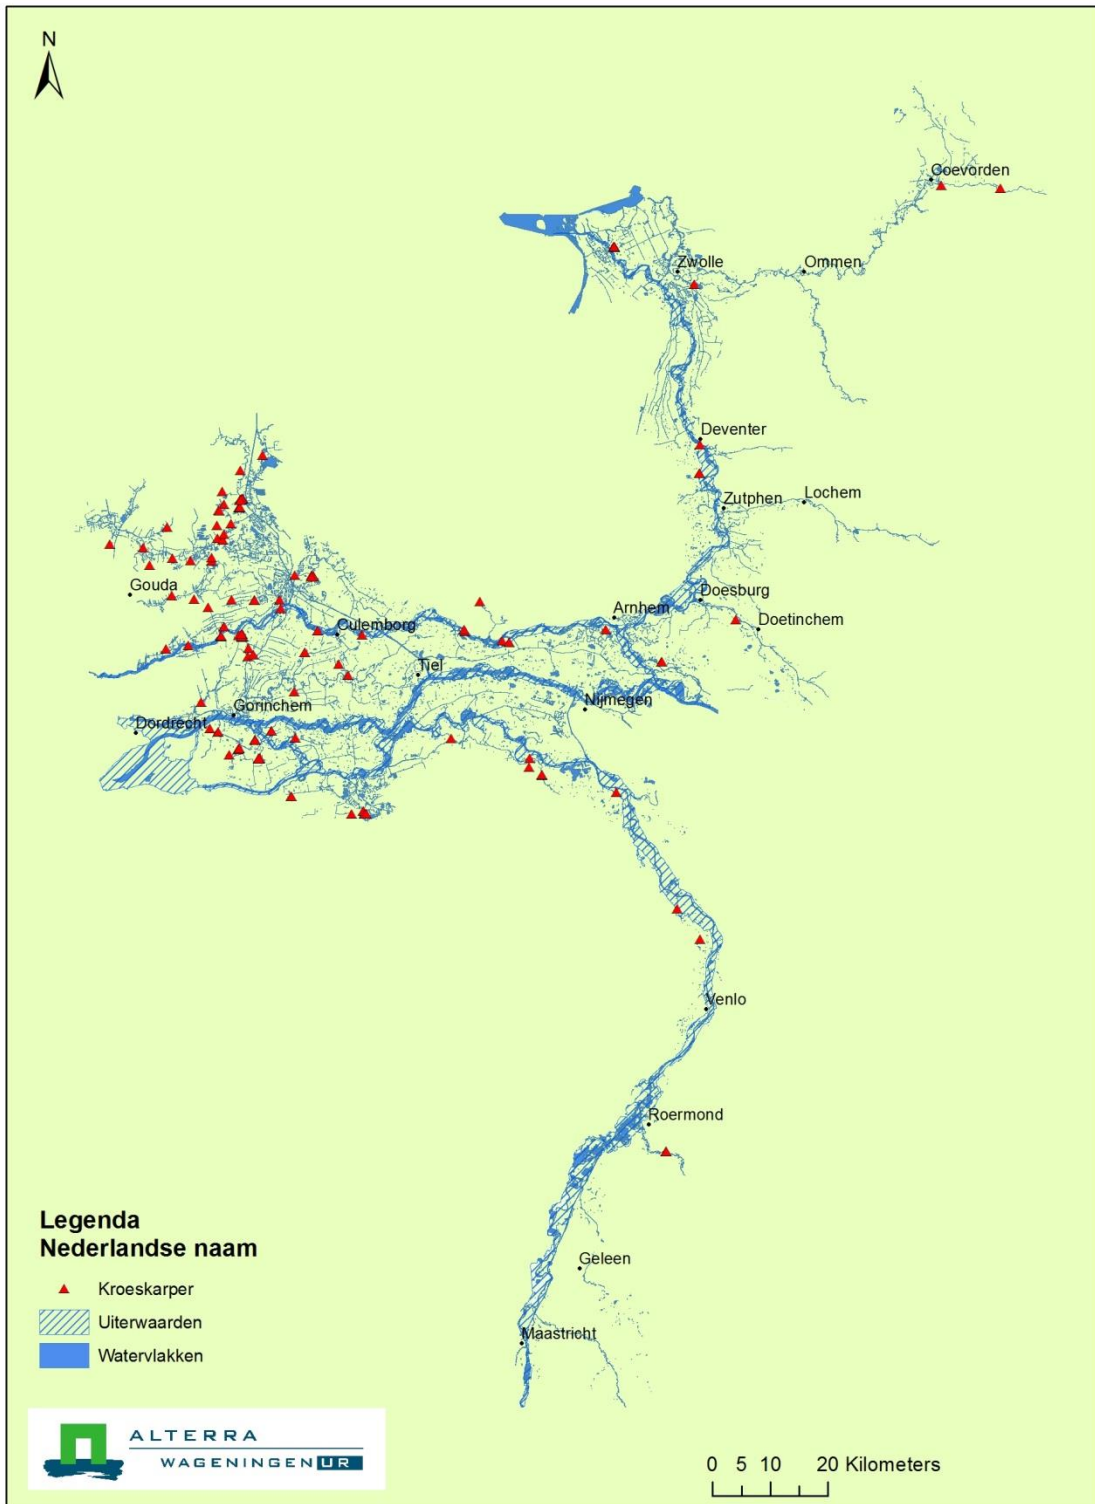 N
Coevorden
Zwolle
Ommen
Deventer
Zutphen
Lochem
Gouda
Doesburg
Arnhem
Doetinchem
Culemborg
Tiel
Nijmegen
Gorinchem
Dordrecht
Venlo
Roermond
Geleen
Maastricht
Legenda
Nederlandse naam
Kroeskarper
Uiterwaarden
Watervlakken
ALTERRA
WAGENINGEN UR
0 5 10 20 Kilometers